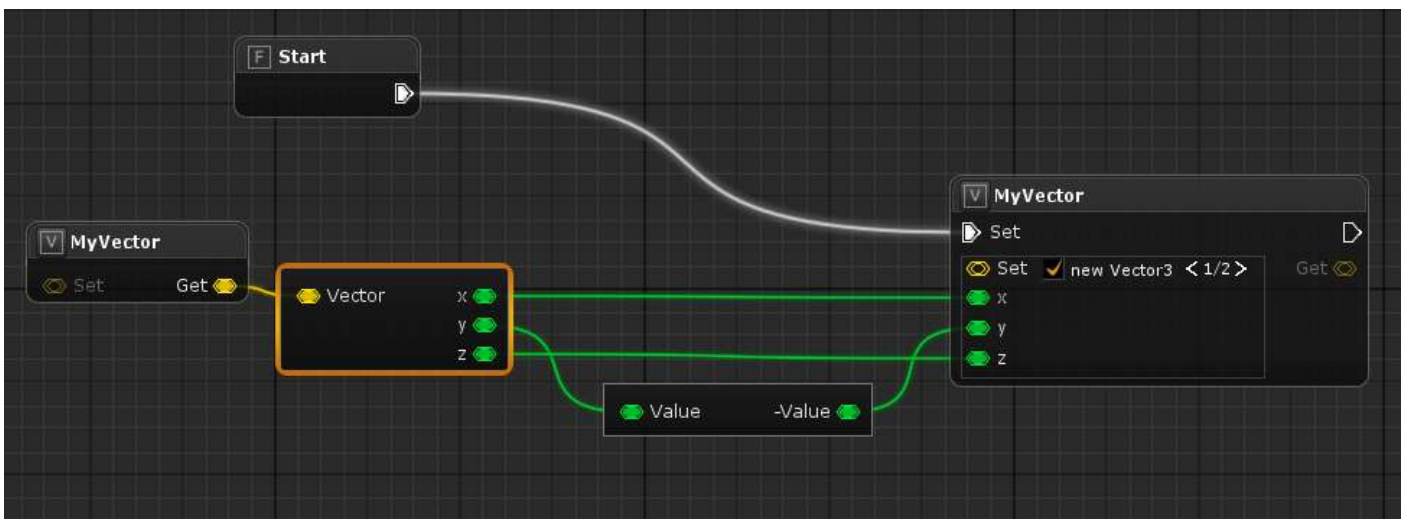 F Start
V MyVector
Set Get
Vector x
y
z
Value -Value
V MyVector
Set
Set new Vector3 < 1/2 > Get
x
y
z